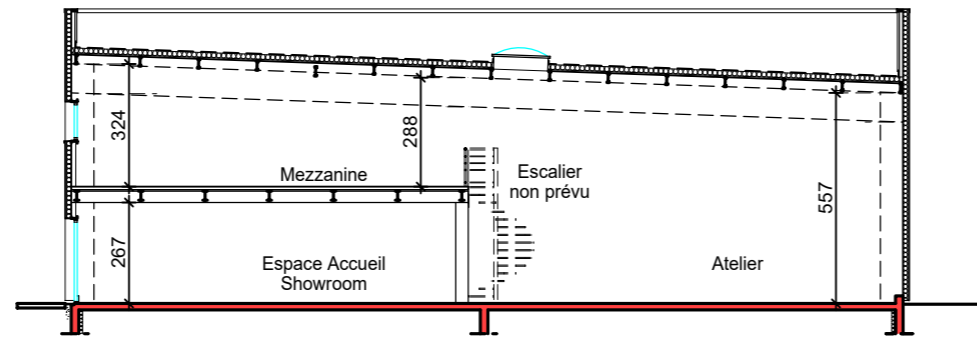 324
288
Mezzanine
Escalier
non prévu
557
267
Espace Accueil
Showroom
Atelier